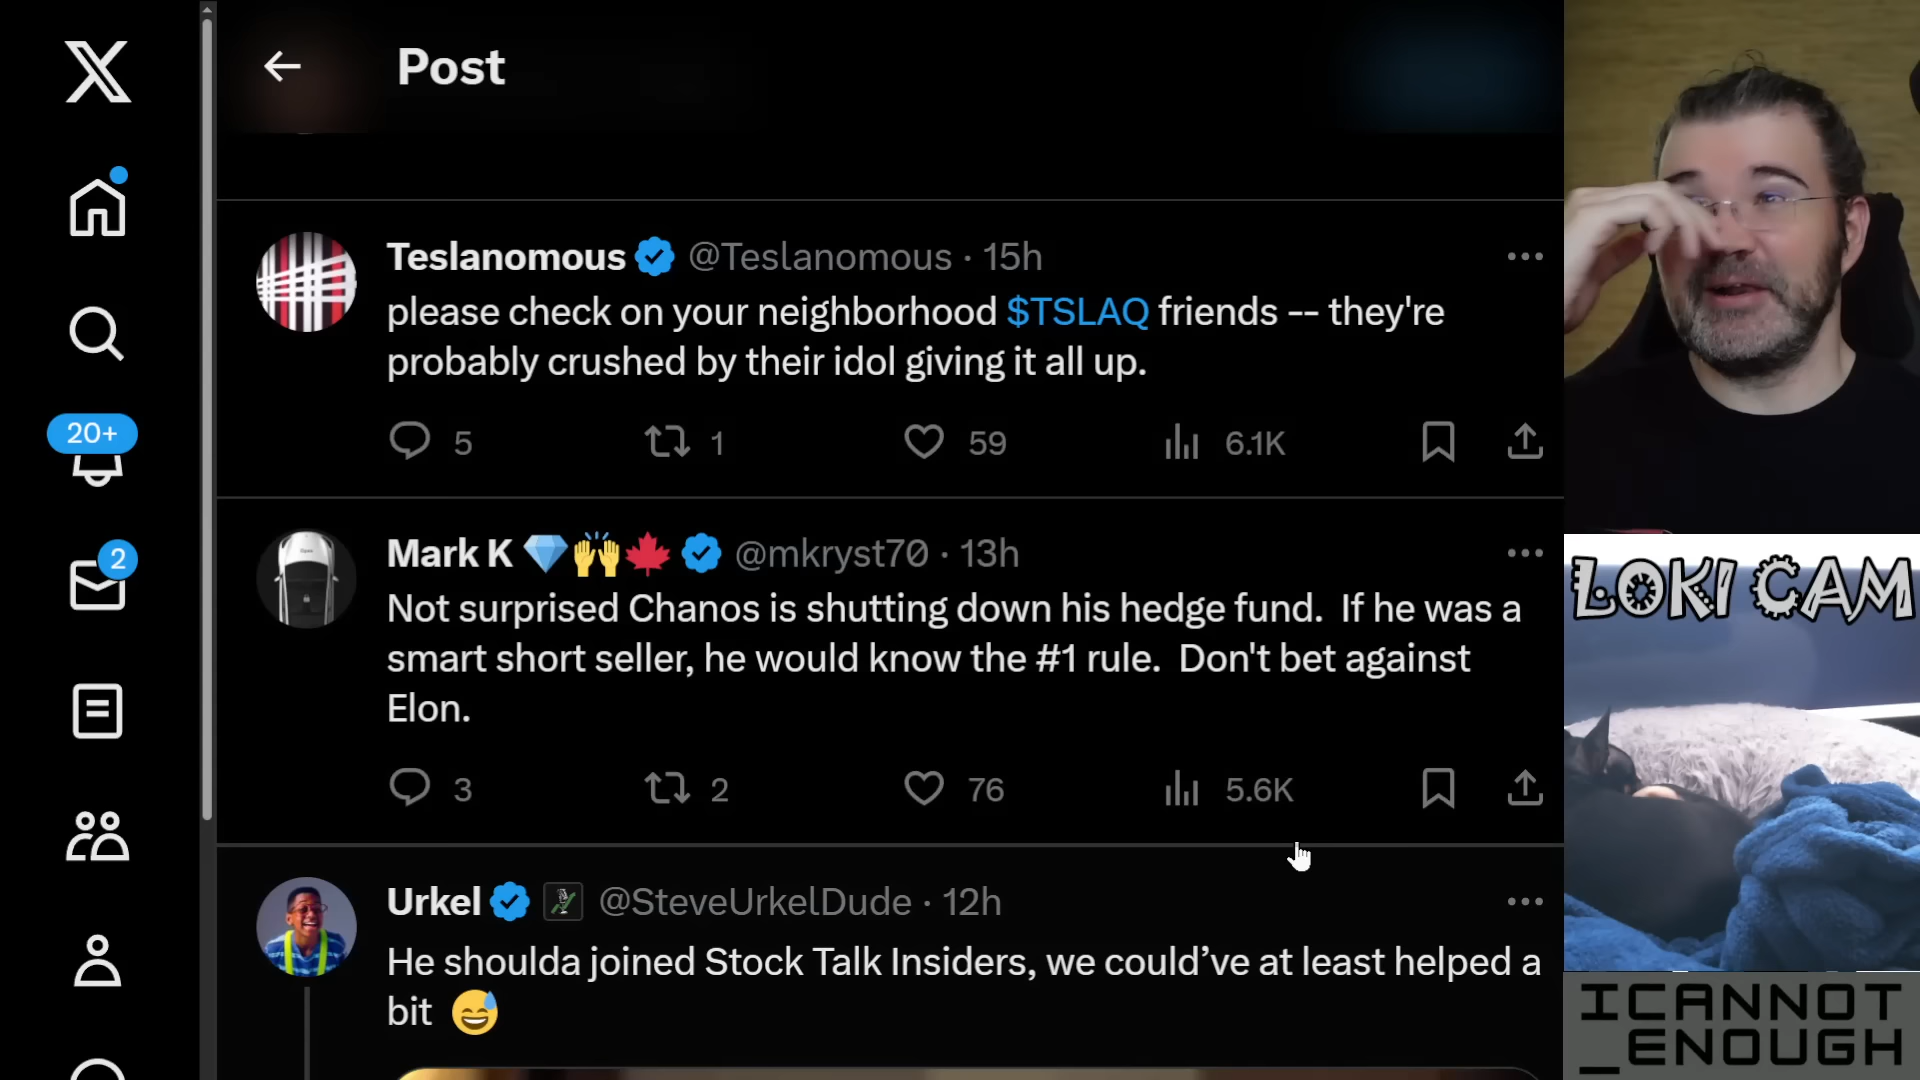 Post
Teslanomous @Teslanomous · 15h
please check on your neighborhood $TSLAQ friends -- they're
probably crushed by their idol giving it all up.
5 1 59 6.1K
20+
Mark K 💎🙌🍁 @mkryst70 · 13h
2
Not surprised Chanos is shutting down his hedge fund. If he was a
smart short seller, he would know the #1 rule. Don't bet against
Elon.
3 2 76 5.6K
Urkel @SteveUrkelDude · 12h
He shoulda joined Stock Talk Insiders, we could’ve at least helped a
bit 😅
LOKI CAM
ICANNOT
_ENOUGH